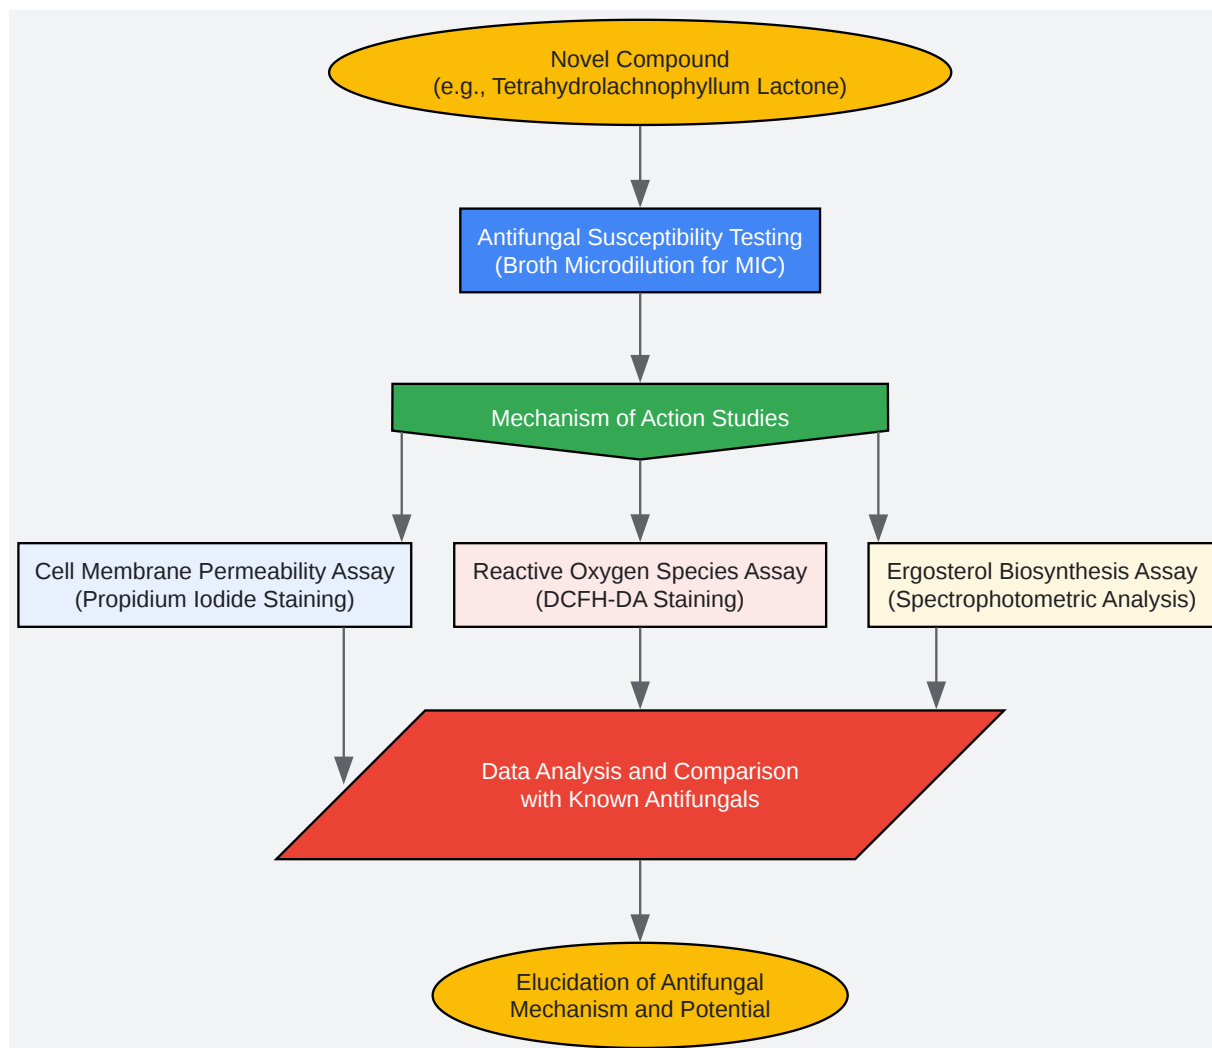 Novel Compound
(e.g., Tetrahydrolachnophyllum Lactone)
Antifungal Susceptibility Testing
(Broth Microdilution for MIC)
Mechanism of Action Studies
Cell Membrane Permeability Assay
(Propidium Iodide Staining)
Reactive Oxygen Species Assay
(DCFH-DA Staining)
Ergosterol Biosynthesis Assay
(Spectrophotometric Analysis)
Data Analysis and Comparison
with Known Antifungals
Elucidation of Antifungal
Mechanism and Potential